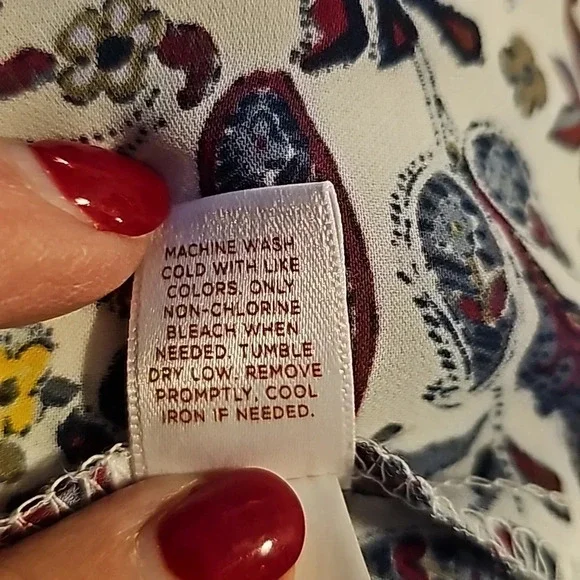 MACHINE WASH
COLD WITH LIKE
COLORS. ONLY
NON-CHLORINE
BLEACH WHEN
NEEDED. TUMBLE
DRY LOW. REMOVE
PROMPTLY. COOL
IRON IF NEEDED.